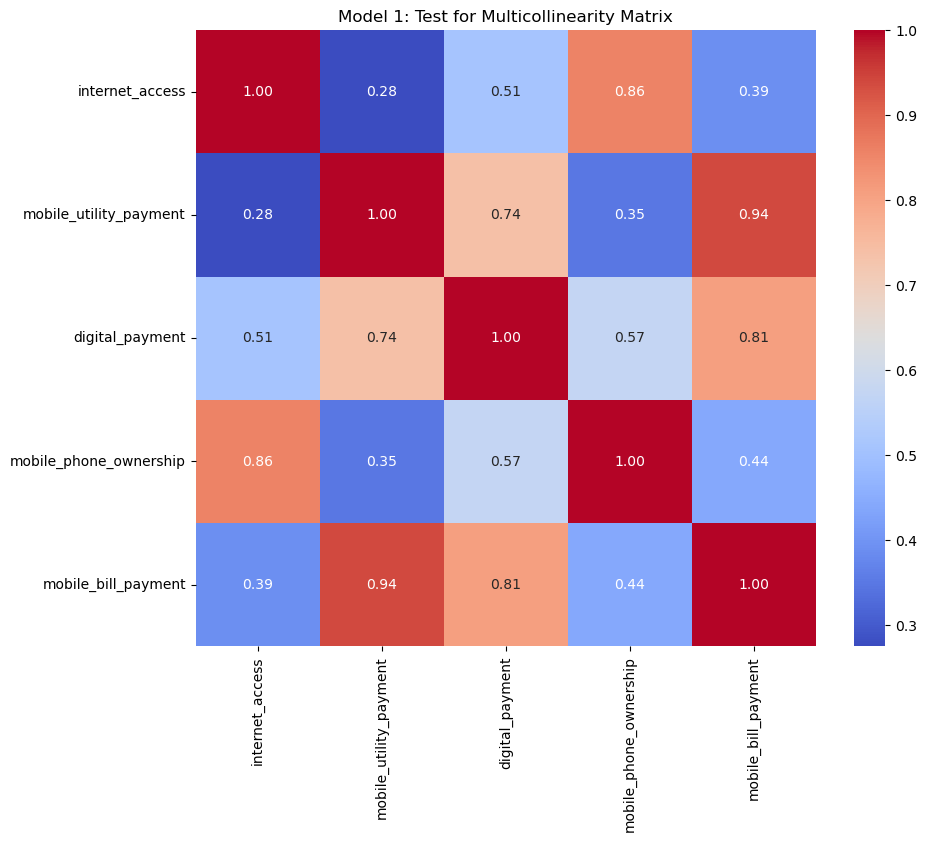 Model 1: Test for Multicollinearity Matrix
internet_access 1.00 0.28 0.51 0.86 0.39
mobile_utility_payment 0.28 1.00 0.74 0.35 0.94
digital_payment 0.51 0.74 1.00 0.57 0.81
mobile_phone_ownership 0.86 0.35 0.57 1.00 0.44
mobile_bill_payment 0.39 0.94 0.81 0.44 1.00
internet_access
mobile_utility_payment
digital_payment
mobile_phone_ownership
mobile_bill_payment
1.0
0.9
0.8
0.7
0.6
0.5
0.4
0.3